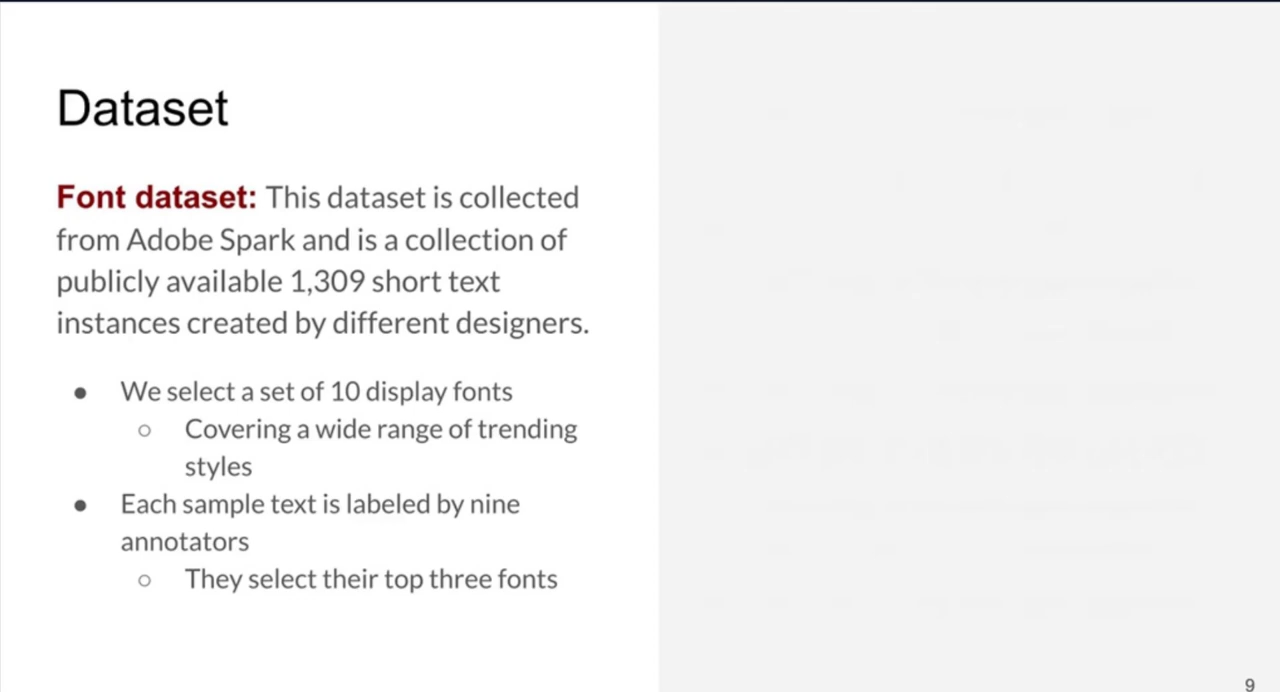 Dataset
Font dataset: This dataset is collected
from Adobe Spark and is a collection of
publicly available 1,309 short text
instances created by different designers.
● We select a set of 10 display fonts
○ Covering a wide range of trending
styles
● Each sample text is labeled by nine
annotators
○ They select their top three fonts
9